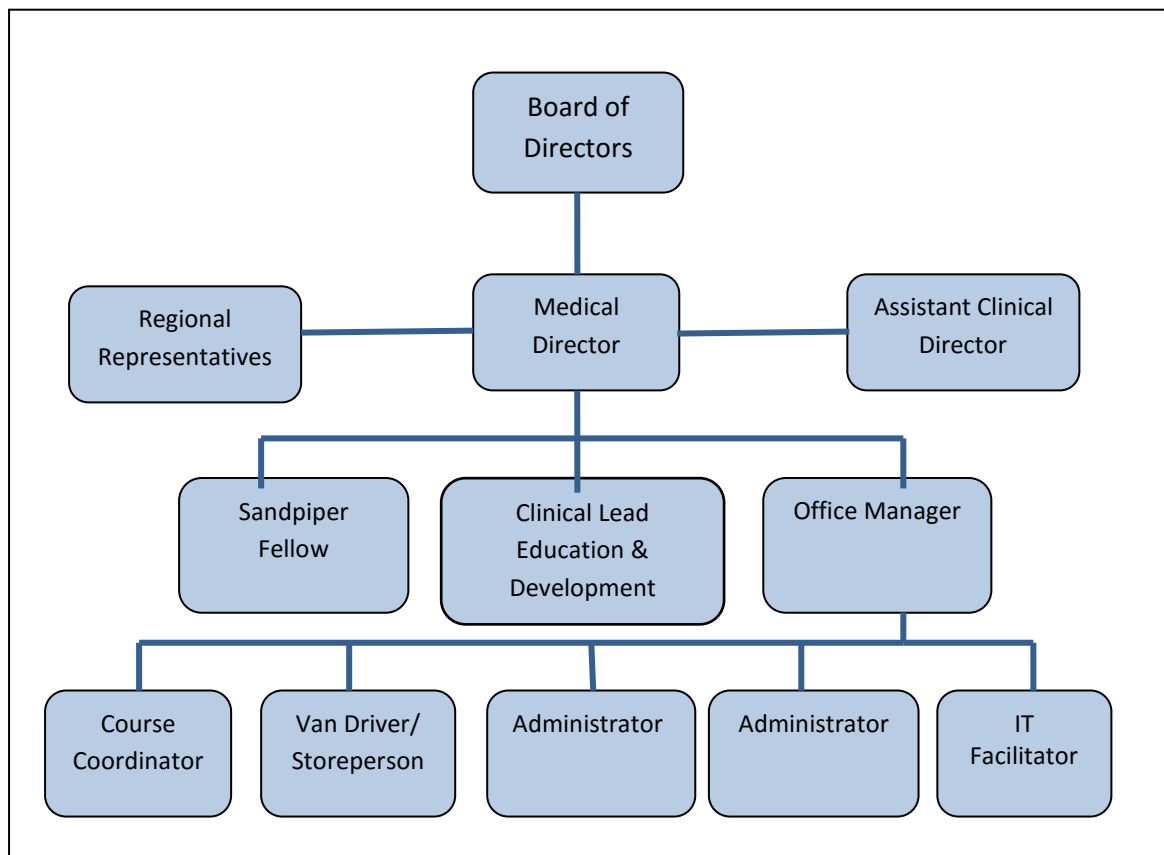 Board of
Directors
Regional
Representatives
Medical
Director
Assistant Clinical
Director
Sandpiper
Fellow
Clinical Lead
Education &
Development
Office Manager
Course
Coordinator
Van Driver/
Storeperson
Administrator
Administrator
IT
Facilitator